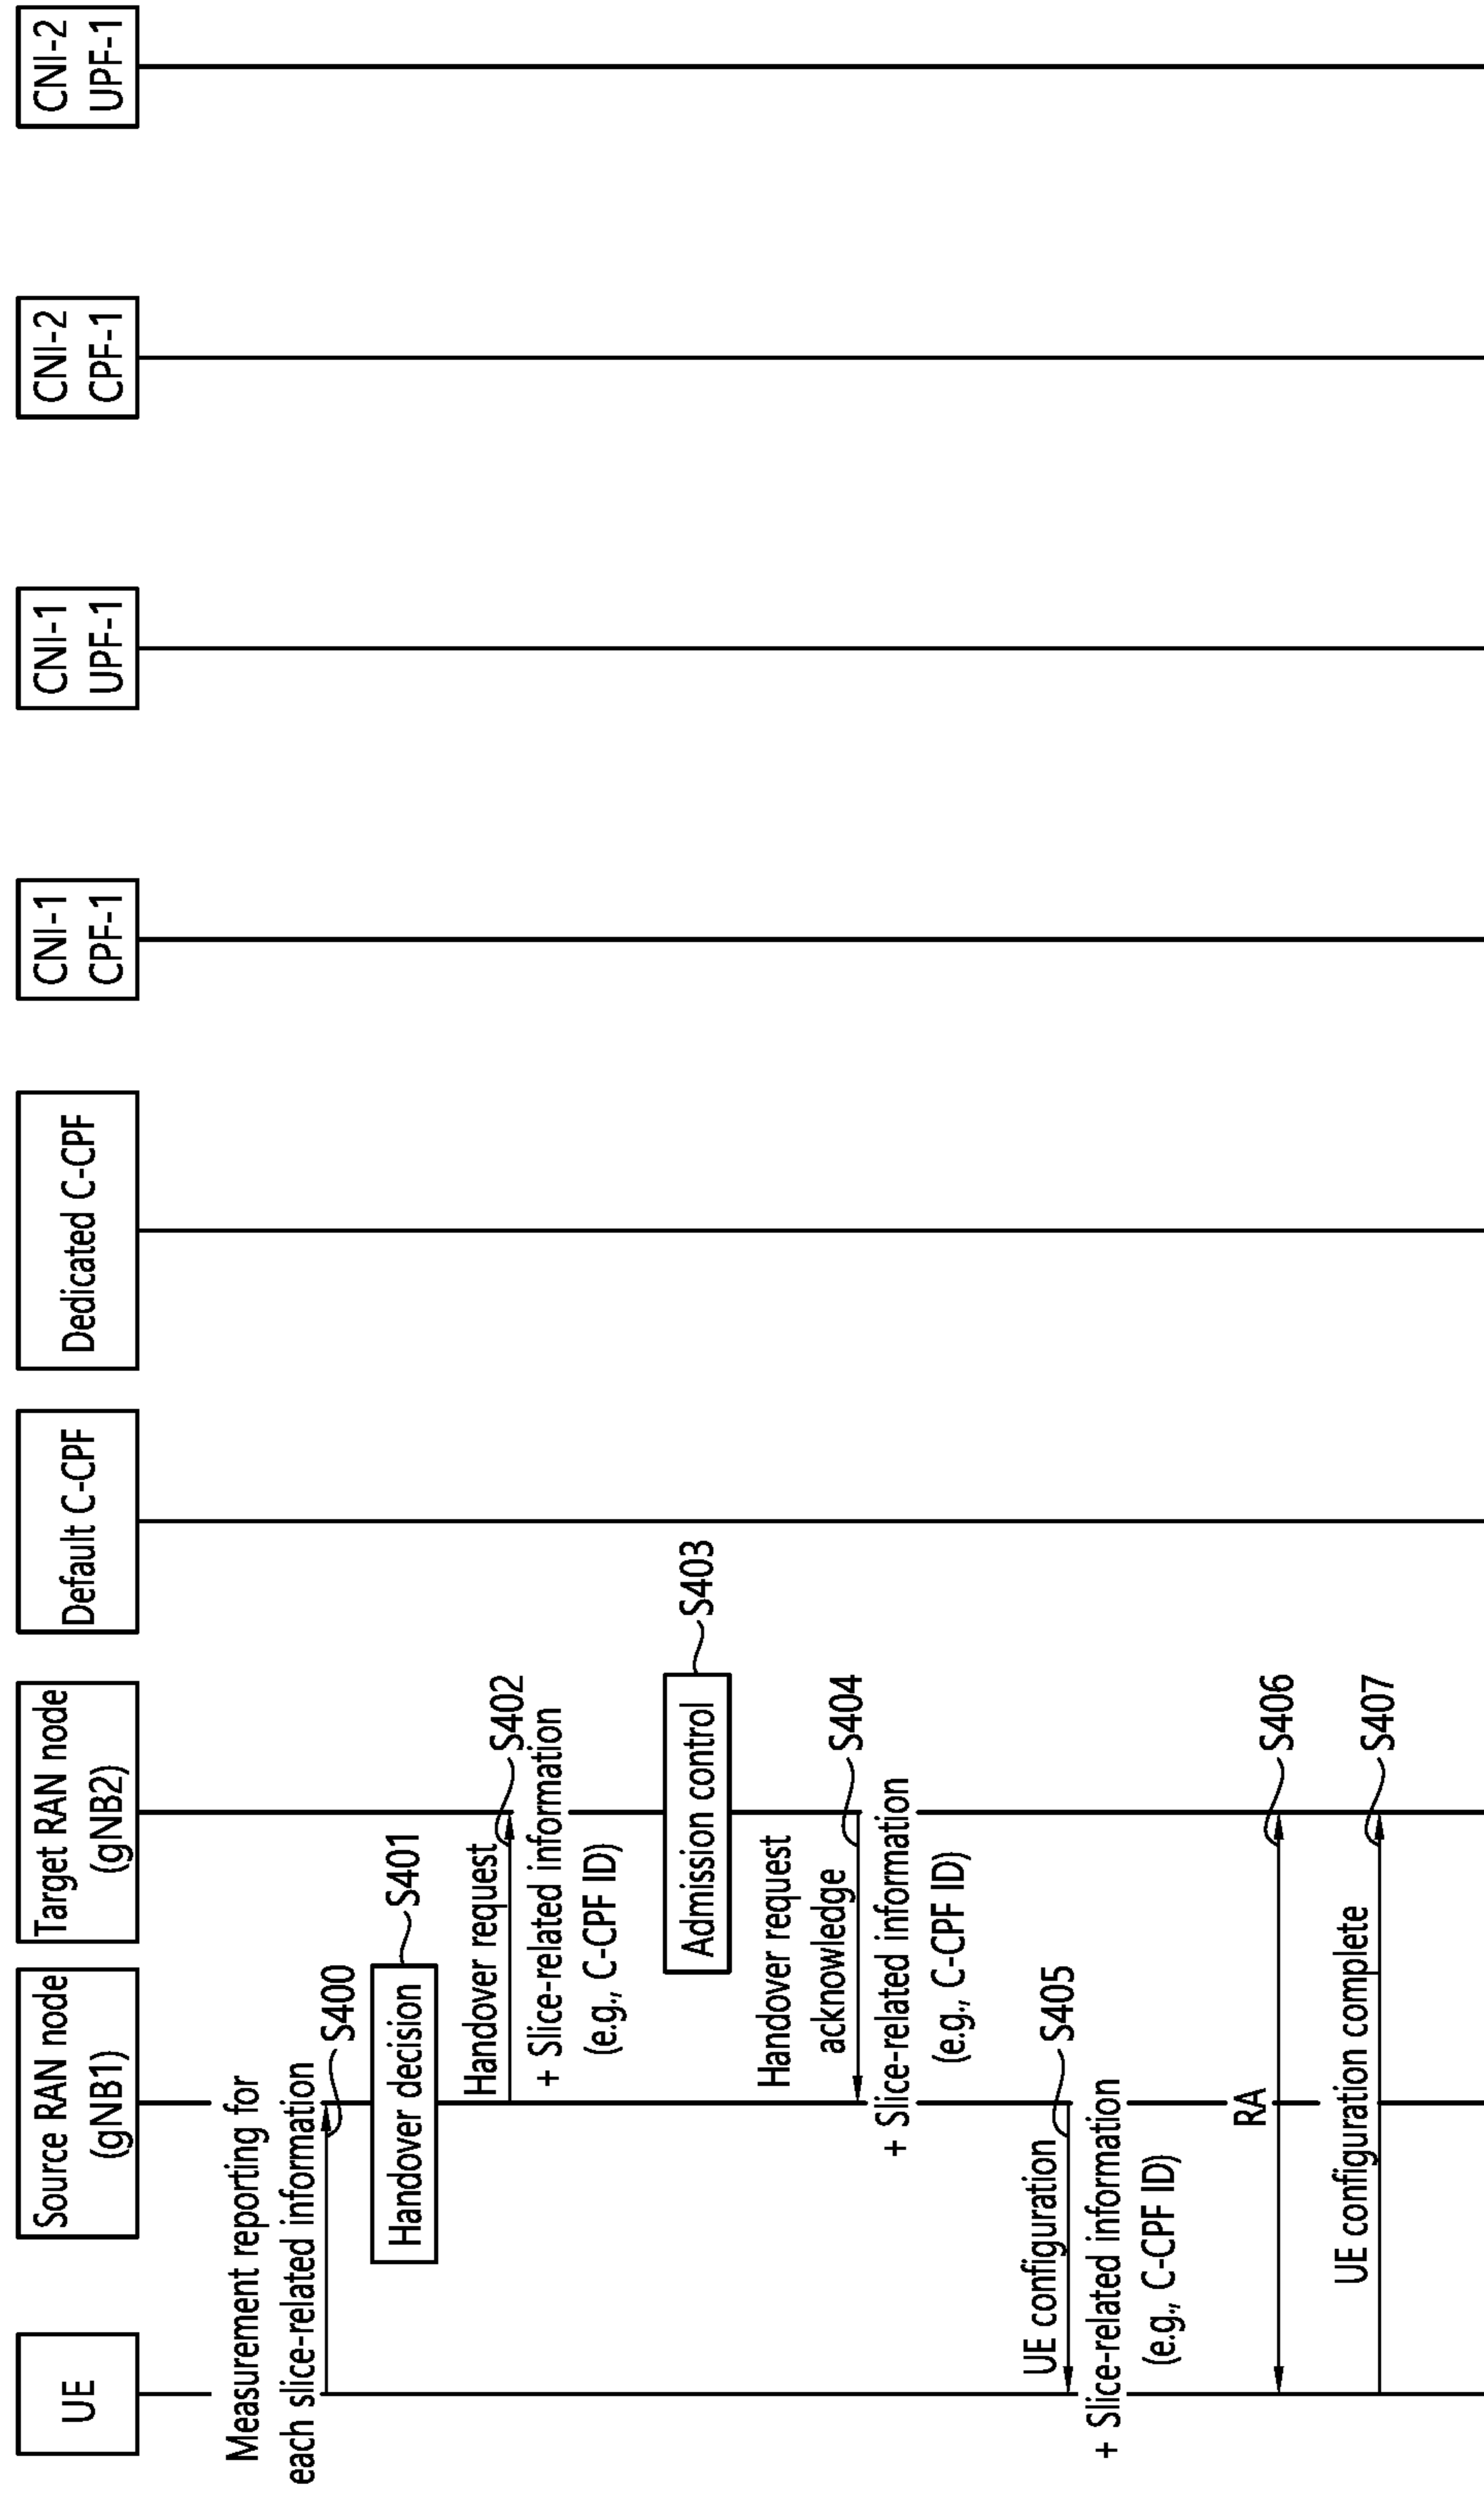 UE
Source RAN node
(gNB1)
Target RAN node
(gNB2)
Default C-CPF
Dedicated C-CPF
CNI-1
CPF-1
CNI-1
UPF-1
CNI-2
CPF-1
CNI-2
UPF-1
Measurement reporting for
each slice-related information
S400
Handover decision
S401
Handover request
S402
+ Slice-related information
(e.g., C-CPF ID)
Admission control
S403
Handover request
acknowledge
S404
+ Slice-related information
(e.g., C-CPF ID)
UE configuration
S405
+ Slice-related information
(e.g., C-CPF ID)
RA
S406
UE configuration complete
S407